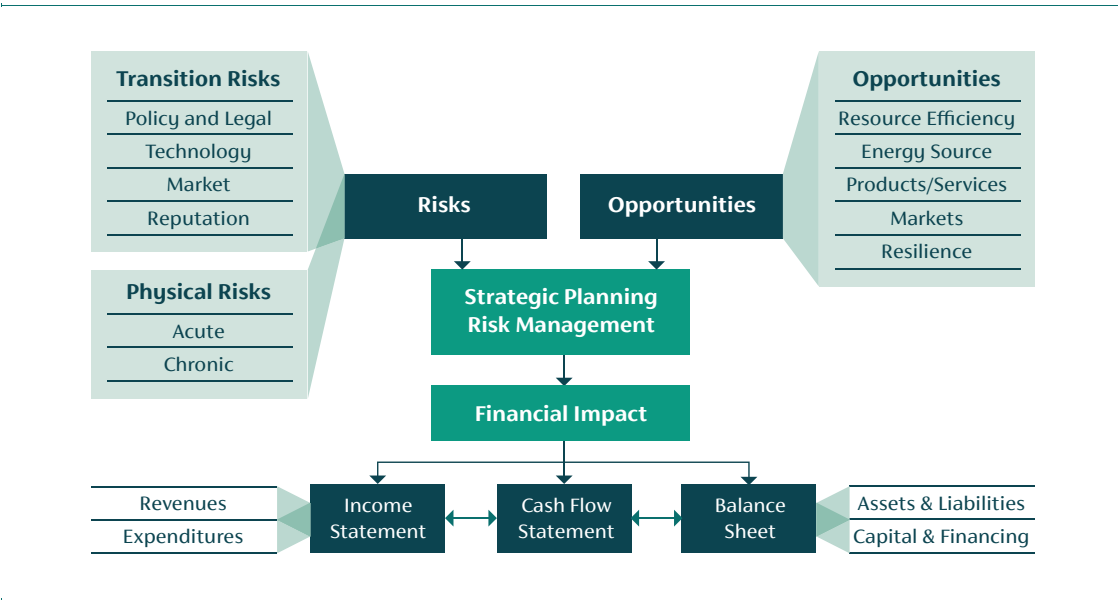 Transition Risks
Policy and Legal
Technology
Market
Reputation
Physical Risks
Acute
Chronic
Risks
Opportunities
Opportunities
Resource Efficiency
Energy Source
Products/Services
Markets
Resilience
Strategic Planning
Risk Management
Financial Impact
Revenues
Expenditures
Income
Statement
Cash Flow
Statement
Balance
Sheet
Assets & Liabilities
Capital & Financing